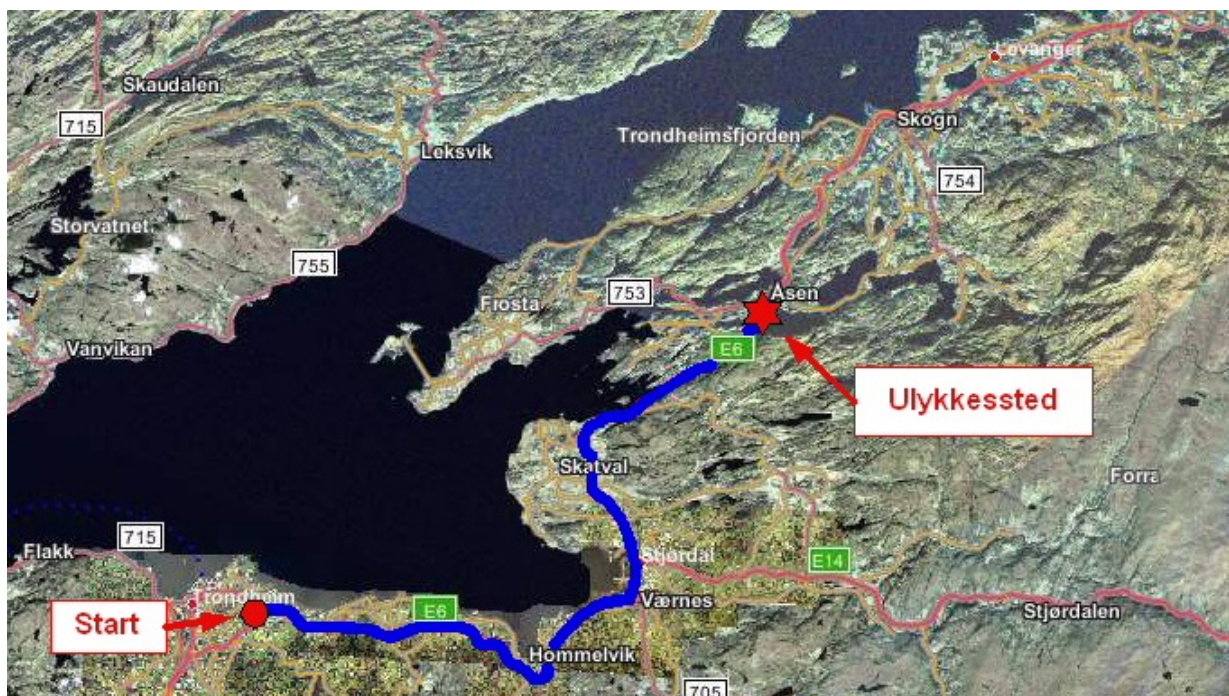 Levanger
Skaudalen
715
Skogn
Trondheimsfjorden
Leksvik
754
Storvatnet
755
Åsen
753
Frosta
Vanvikan
E6
Ulykkessted
Skatval
Forra
715
Flakk
Stjørdal
E14
Trondheim
E6
Værnes
Stjørdalen
Start
Hommelvik
705